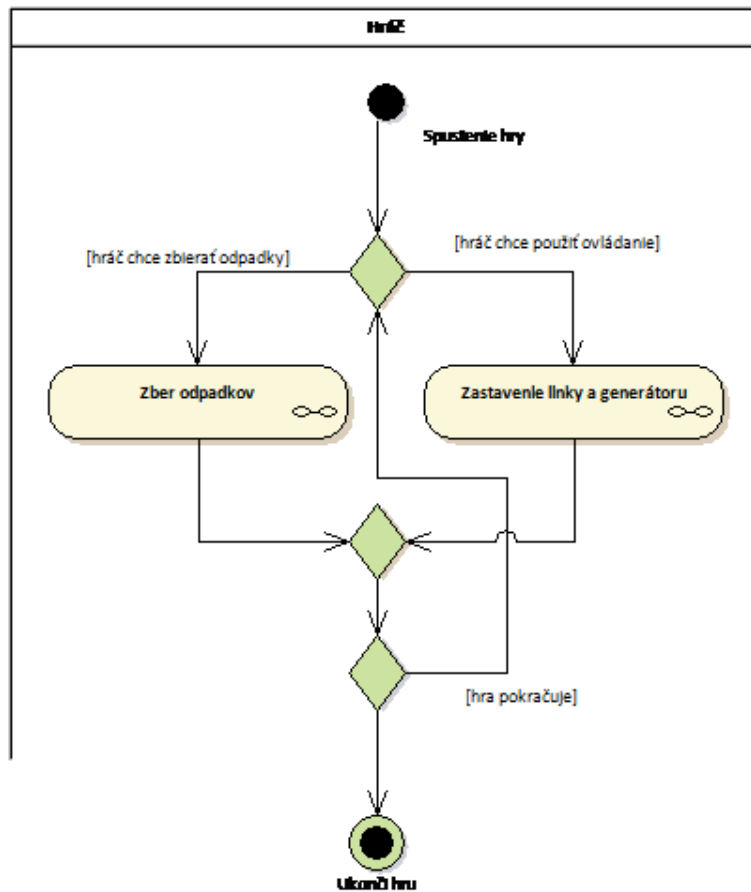 Hráč
Spustenie hry
[hráč chce zbierať odpadky]
[hráč chce použiť ovládanie]
Zber odpadkov
Zastavenie linky a generátoru
[hra pokračuje]
Ukonči hru